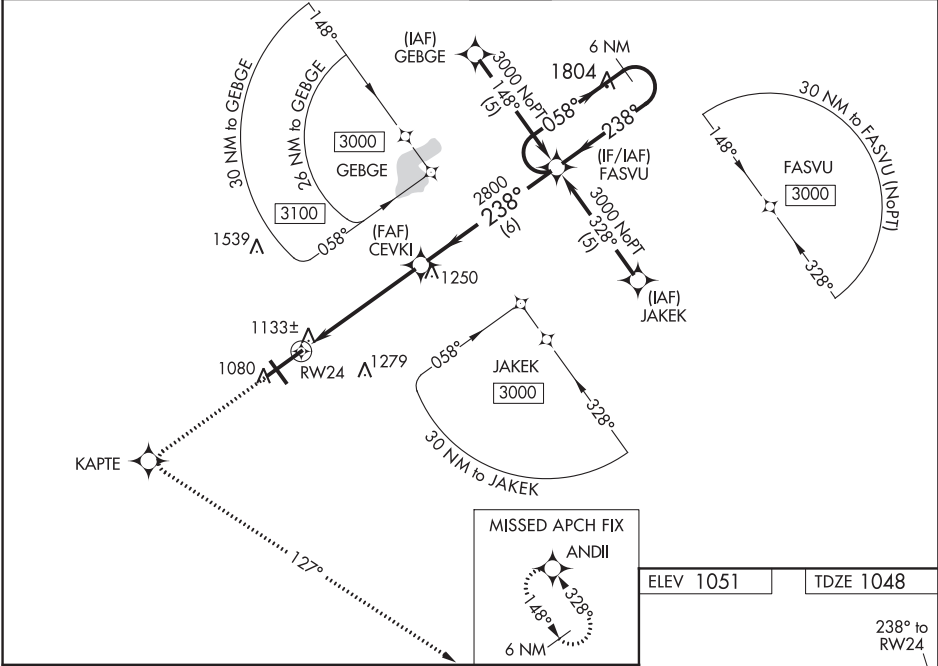 148°
(IAF)
GEBGE
6 NM
1804
3000 NoPT
148°
(5)
058°
238°
30 NM to GEBGE
26 NM to GEBGE
3000
GEBGE
3100
058°
1539
(IF/IAF)
FASVU
2800
238°
(6)
3000 NoPT
328°
(5)
(IAF)
JAKEK
30 NM to FASVU (NoPT)
148°
FASVU
3000
328°
(FAF)
CEVKI
1250
1133±
1080
RW24
1279
058°
JAKEK
3000
328°
30 NM to JAKEK
KAPTE
127°
MISSED APCH FIX
ANDII
148°
328°
6 NM
ELEV 1051
TDZE 1048
238° to
RW24